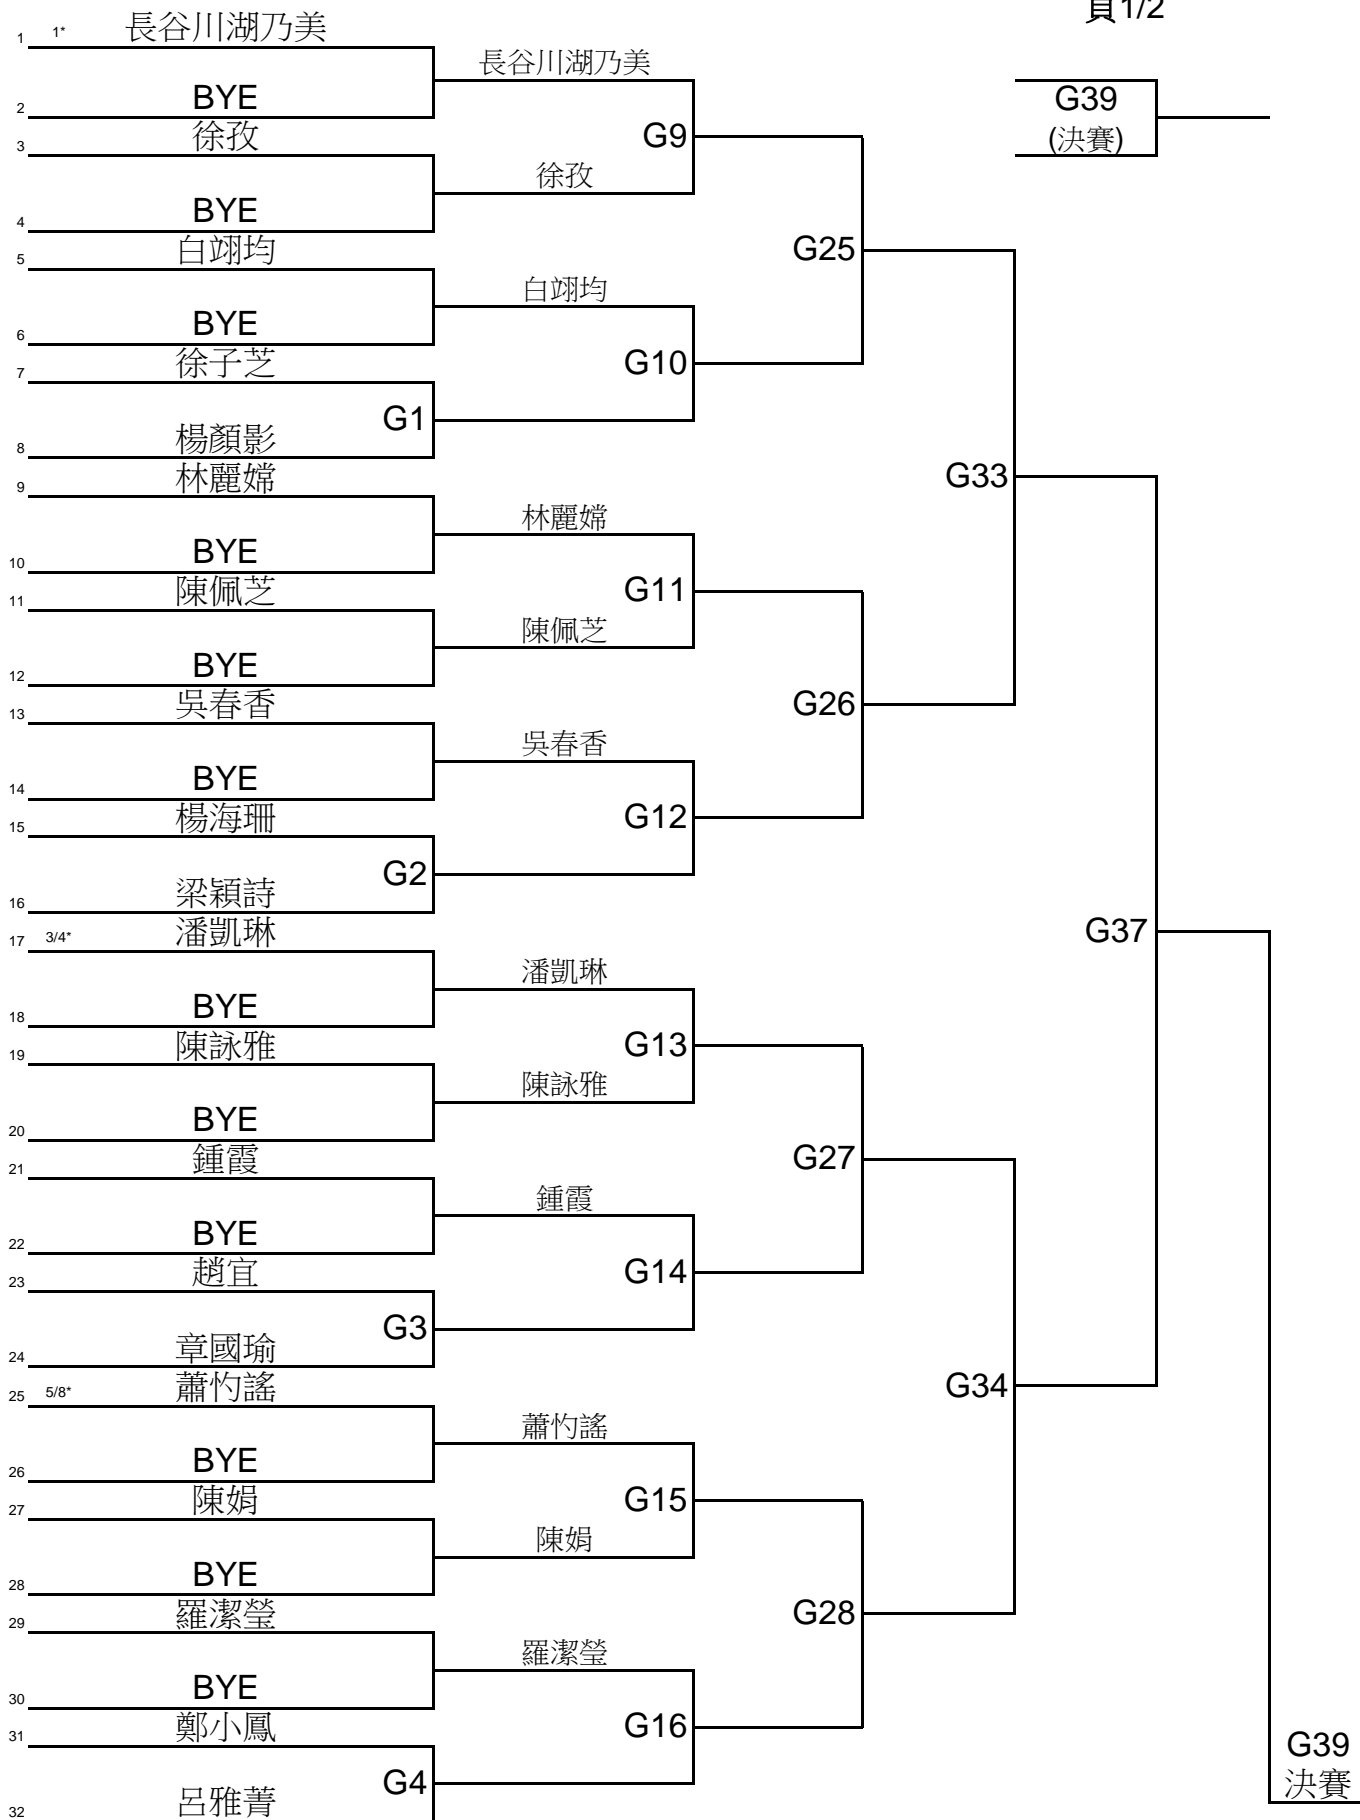 頁1/2
1 1* 長谷川湖乃美
長谷川湖乃美
2 BYE
G39
(決賽)
3 徐孜
G9
徐孜
4 BYE
5 白翊均
G25
白翊均
6 BYE
7 徐子芝
G10
G1
8 楊顏影
9 林麗嫦
G33
林麗嫦
10 BYE
11 陳佩芝
G11
陳佩芝
12 BYE
13 吳春香
G26
吳春香
14 BYE
15 楊海珊
G12
G2
16 梁穎詩
17 3/4* 潘凱琳
G37
潘凱琳
18 BYE
19 陳詠雅
G13
陳詠雅
20 BYE
21 鍾霞
G27
鍾霞
22 BYE
23 趙宜
G14
G3
24 章國瑜
25 5/8* 蕭灼謠
G34
蕭灼謠
26 BYE
27 陳娟
G15
陳娟
28 BYE
29 羅潔瑩
G28
羅潔瑩
30 BYE
31 鄭小鳳
G16
G39
決賽
G4
32 呂雅菁